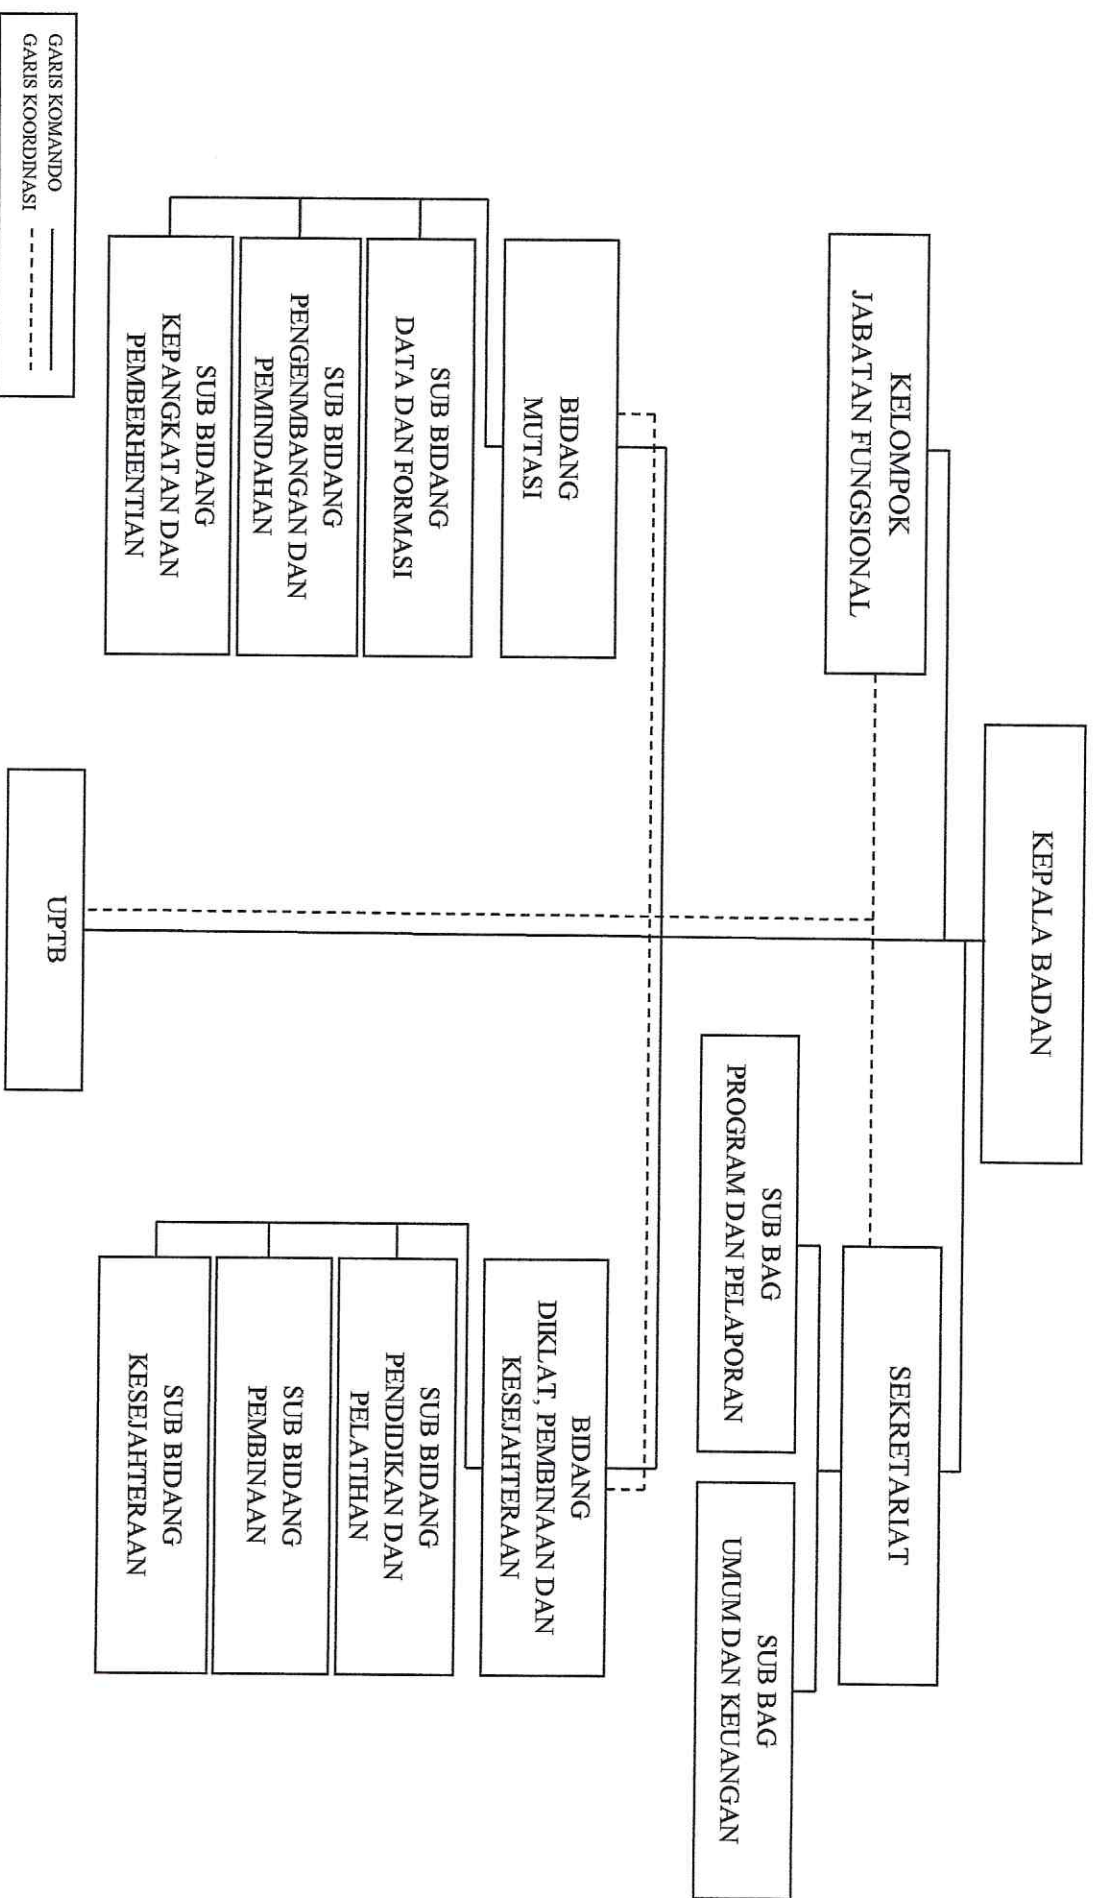 KEPALA BADAN
KELOMPOK
JABATAN FUNGSIONAL
SEKRETARIAT
SUB BAG
PROGRAM DAN PELAPORAN
SUB BAG
UMUM DAN KEUANGAN
BIDANG
MUTASI
SUB BIDANG
DATA DAN FORMASI
SUB BIDANG
PENGENMBANGAN DAN
PEMINDAHAN
SUB BIDANG
KEPANGKATAN DAN
PEMBERHENTIAN
BIDANG
DIKLAT, PEMBINAAN DAN
KESEJAHTERAAN
SUB BIDANG
PENDIDIKAN DAN
PELATIHAN
SUB BIDANG
PEMBINAAN
SUB BIDANG
KESEJAHTERAAN
UPTB
GARIS KOMANDO
GARIS KOORDINASI